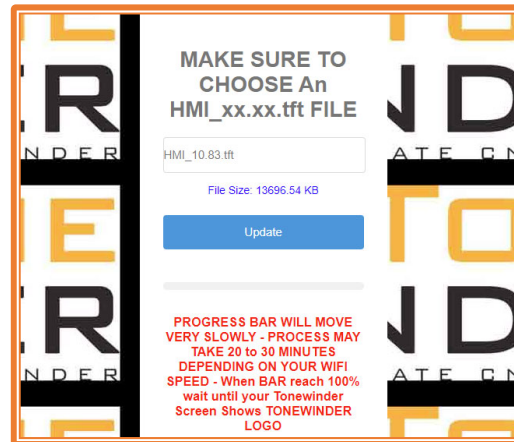 MAKE SURE TO
CHOOSE An
HMI_xx.xx.tft FILE
HMI_10.83.tft
File Size: 13696.54 KB
Update
PROGRESS BAR WILL MOVE
VERY SLOWLY - PROCESS MAY
TAKE 20 to 30 MINUTES
DEPENDING ON YOUR WIFI
SPEED - When BAR reach 100%
wait until your Tonewinder
Screen Shows TONEWINDER
LOGO